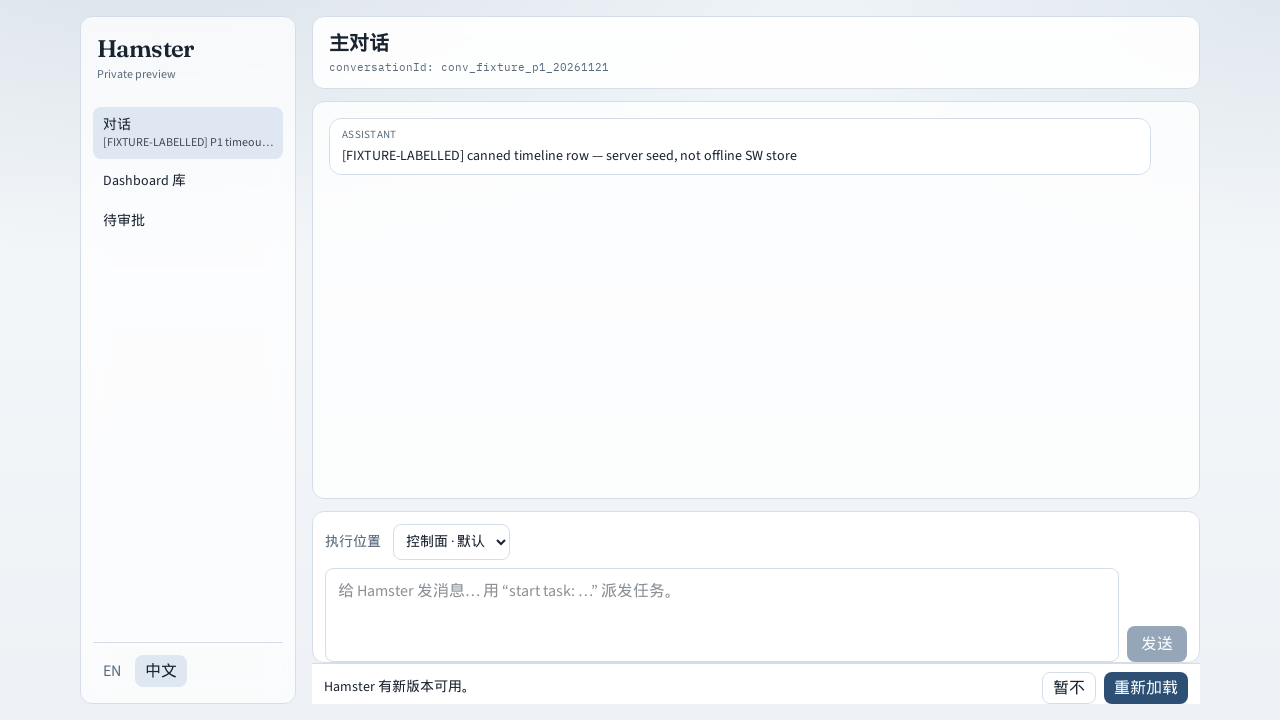 Hamster
Private preview
对话
[FIXTURE-LABELLED] P1 timeou…
Dashboard 库
待审批
EN
中文
主对话
conversationId: conv_fixture_p1_20261121
ASSISTANT
[FIXTURE-LABELLED] canned timeline row — server seed, not offline SW store
执行位置
控制面 · 默认
给 Hamster 发消息… 用 “start task: …” 派发任务。
发送
Hamster 有新版本可用。
暂不
重新加载